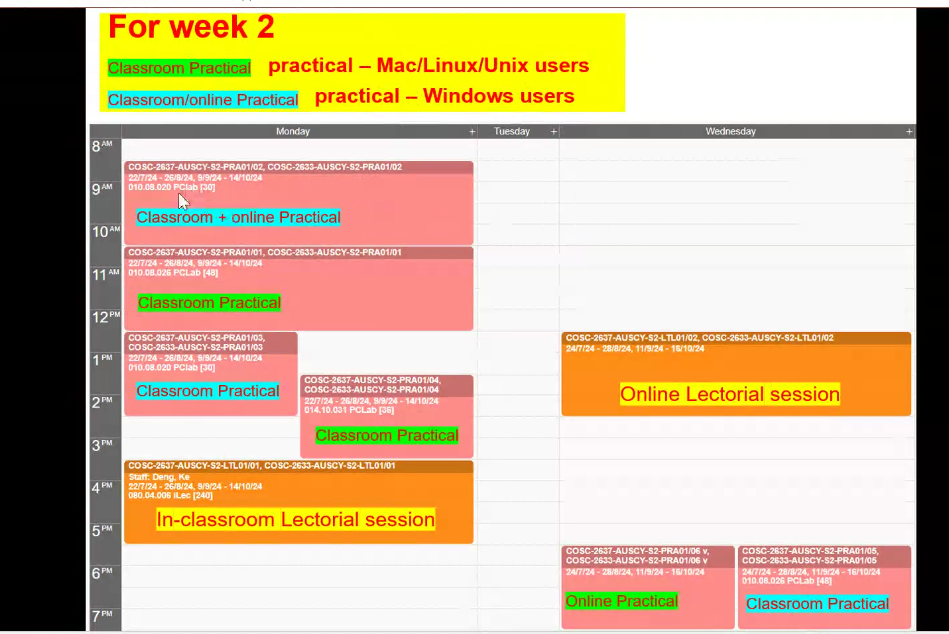 For week 2
Classroom Practical practical – Mac/Linux/Unix users
Classroom/online Practical practical – Windows users
Monday + Tuesday + Wednesday +
8 AM
COSC-2637-AUSCY-S2-PRA01/02, COSC-2633-AUSCY-S2-PRA01/02
22/7/24 - 26/8/24, 9/9/24 - 14/10/24
9 AM
010.08.020 PClab [30]
Classroom + online Practical
10 AM
COSC-2637-AUSCY-S2-PRA01/01, COSC-2633-AUSCY-S2-PRA01/01
22/7/24 - 26/8/24, 9/9/24 - 14/10/24
11 AM
010.08.026 PCLab [48]
Classroom Practical
12 PM
COSC-2637-AUSCY-S2-PRA01/03,
COSC-2633-AUSCY-S2-PRA01/03
22/7/24 - 26/8/24, 9/9/24 - 14/10/24
1 PM
010.08.020 PClab [30]
Classroom Practical
COSC-2637-AUSCY-S2-LTL01/02, COSC-2633-AUSCY-S2-LTL01/02
24/7/24 - 28/8/24, 11/9/24 - 16/10/24
Online Lectorial session
COSC-2637-AUSCY-S2-PRA01/04,
COSC-2633-AUSCY-S2-PRA01/04
22/7/24 - 26/8/24, 9/9/24 - 14/10/24
2 PM
014.10.031 PCLab [36]
Classroom Practical
3 PM
COSC-2637-AUSCY-S2-LTL01/01, COSC-2633-AUSCY-S2-LTL01/01
Staff: Deng, Ke
22/7/24 - 26/8/24, 9/9/24 - 14/10/24
4 PM
080.04.006 iLec [240]
In-classroom Lectorial session
5 PM
COSC-2637-AUSCY-S2-PRA01/06 v,
COSC-2633-AUSCY-S2-PRA01/06 v
24/7/24 - 28/8/24, 11/9/24 - 16/10/24
Online Practical
COSC-2637-AUSCY-S2-PRA01/05,
COSC-2633-AUSCY-S2-PRA01/05
24/7/24 - 28/8/24, 11/9/24 - 16/10/24
6 PM
010.08.026 PCLab [48]
Classroom Practical
7 PM